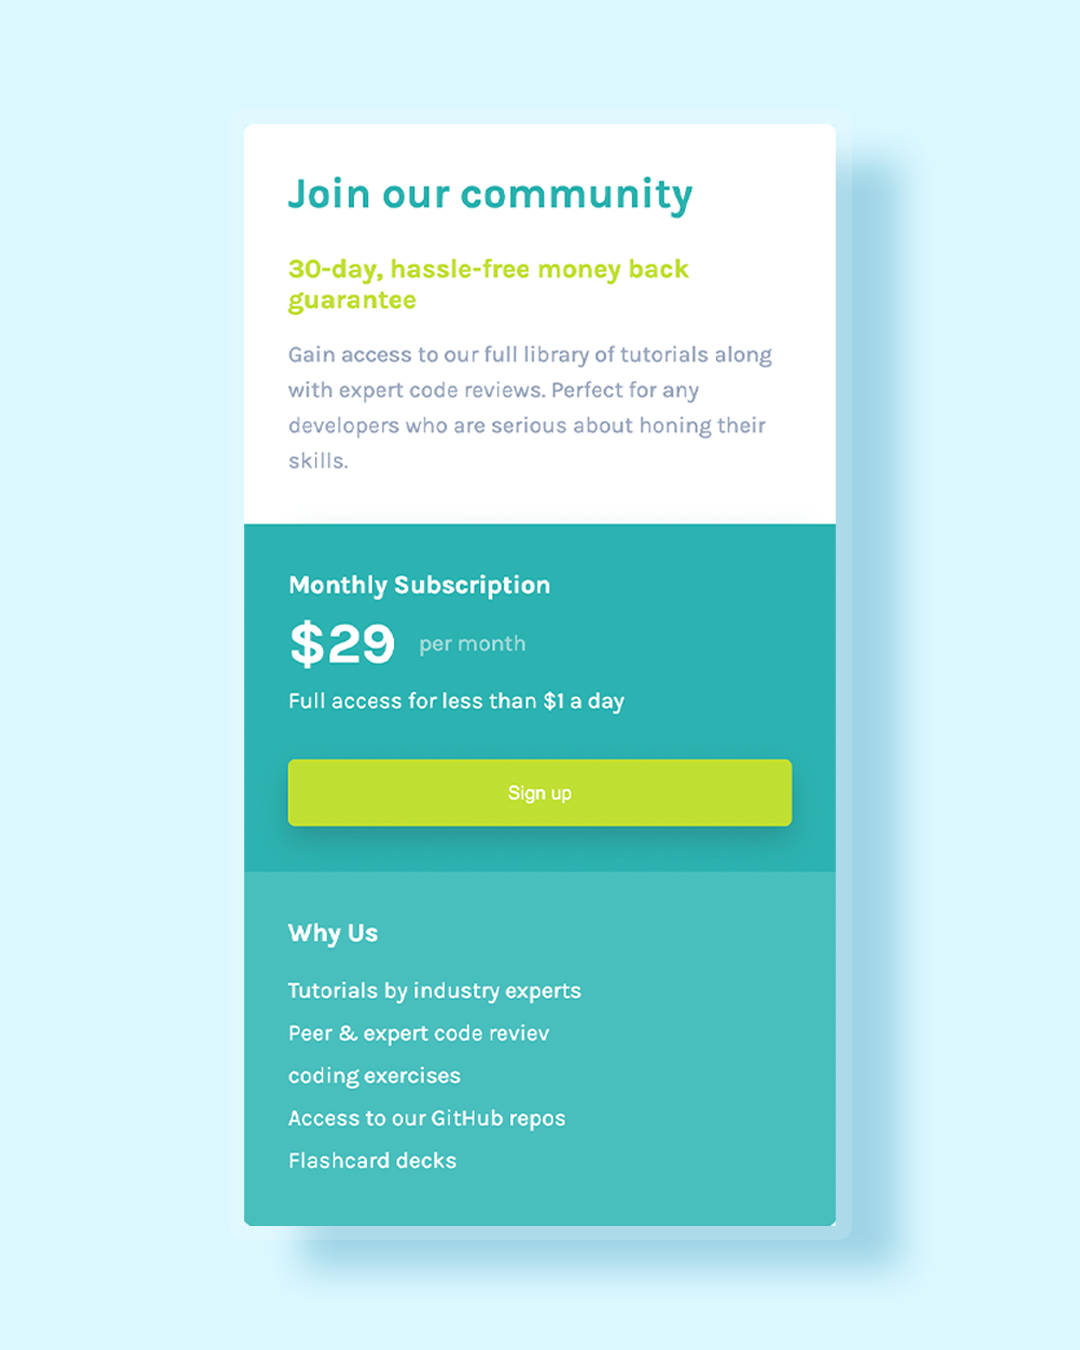 Join our community
30-day, hassle-free money back
guarantee
Gain access to our full library of tutorials along
with expert code reviews. Perfect for any
developers who are serious about honing their
skills.
Monthly Subscription
$29 per month
Full access for less than $1 a day
Sign up
Why Us
Tutorials by industry experts
Peer & expert code reviev
coding exercises
Access to our GitHub repos
Flashcard decks